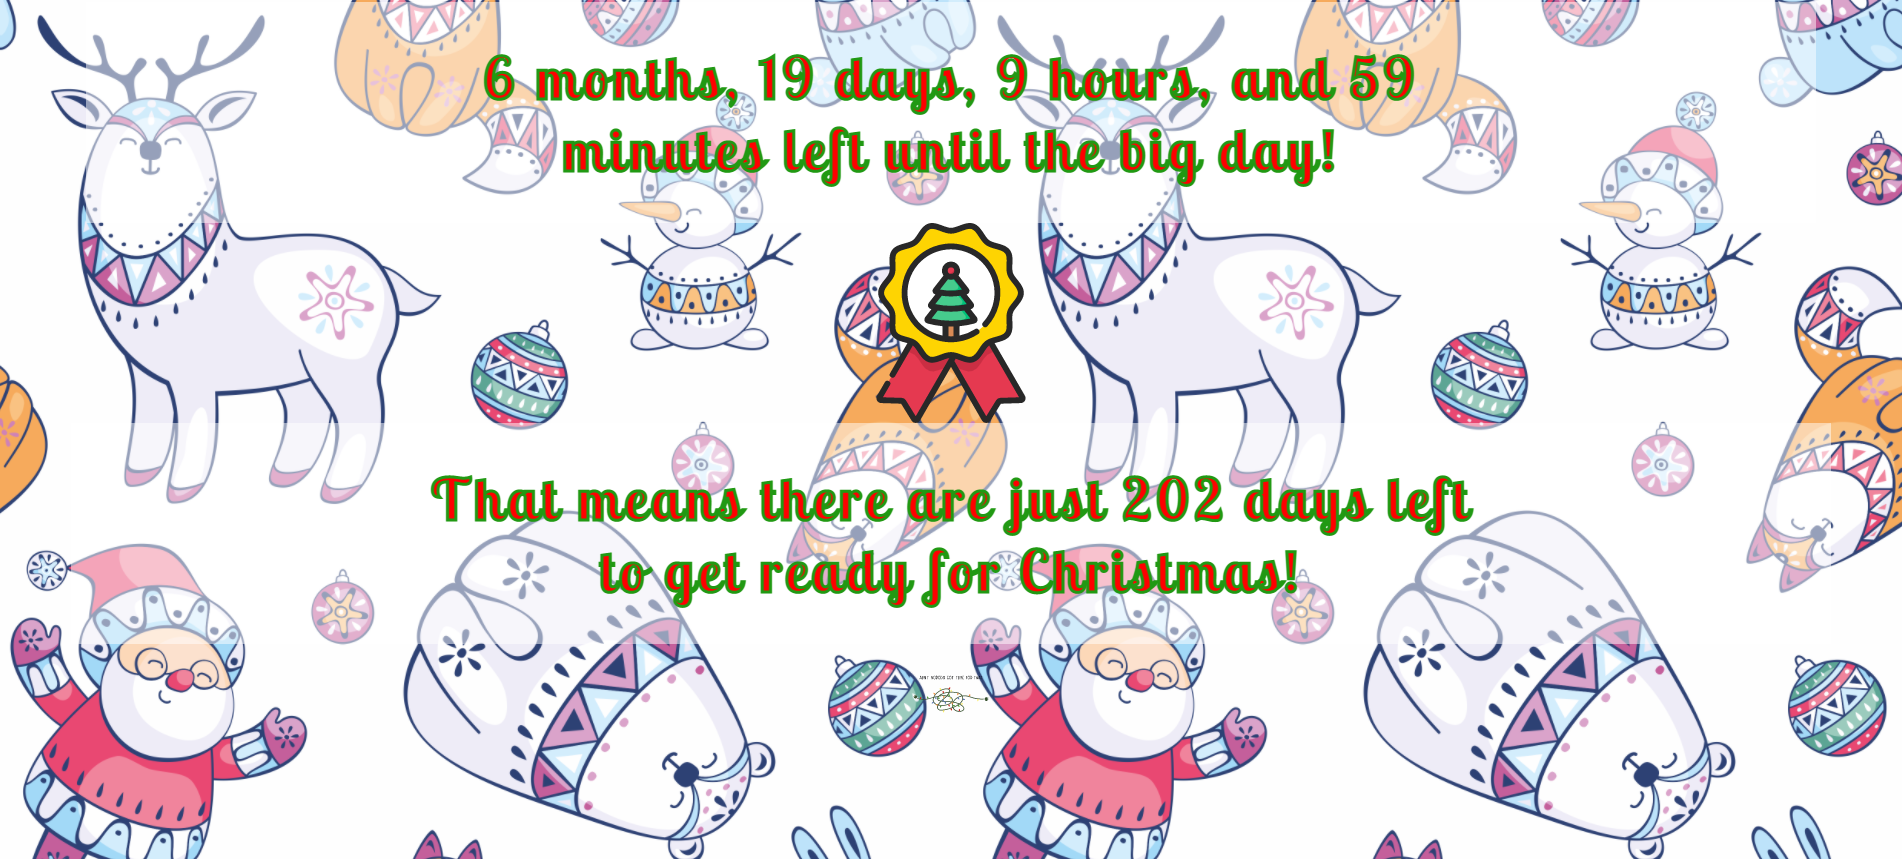 6 months, 19 days, 9 hours, and 59
minutes left until the big day!
That means there are just 202 days left
to get ready for Christmas!